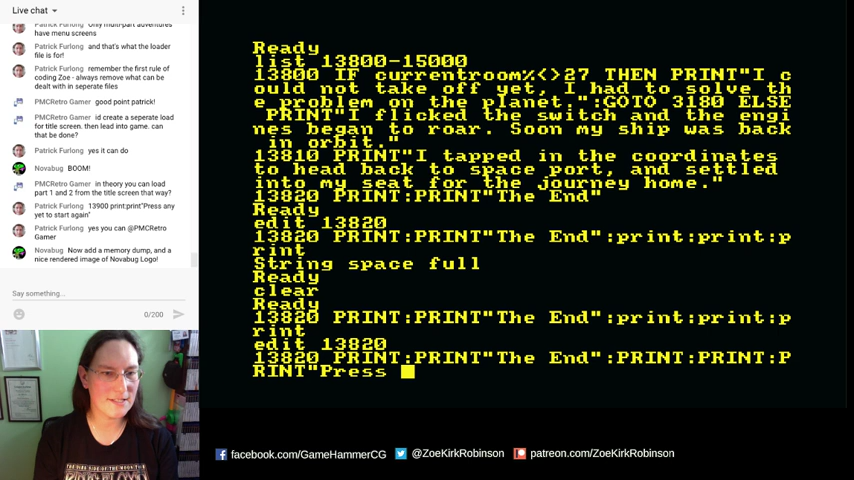 Live chat
Patrick Furlong Only multi-part adventures
have menu screens
Patrick Furlong and that's what the loader
file is for!
Patrick Furlong remember the first rule of
coding Zoe - always remove what can be
dealt with in seperate files
PMCRetro Gamer good point patrick!
PMCRetro Gamer id create a seperate load
for title screen. then lead into game. can
that be done?
Patrick Furlong yes it can do
Novabug BOOM!
PMCRetro Gamer in theory you can load
part 1 and 2 from the title screen that way?
Patrick Furlong 13900 print:print"Press any
yet to start again"
Patrick Furlong yes you can @PMCRetro
Gamer
Novabug Now add a memory dump, and a
nice rendered image of Novabug Logo!
Say something...
0/200
Ready
list 13800-15000
13800 IF currentroom%<>27 THEN PRINT"I c
ould not take off yet, I had to solve th
e problem on the planet.":GOTO 3180 ELSE
PRINT"I flicked the switch and the engi
nes began to roar. Soon my ship was back
in orbit."
13810 PRINT"I tapped in the coordinates
to head back to space port, and settled
into my seat for the journey home."
13820 PRINT:PRINT"The End"
Ready
edit 13820
13820 PRINT:PRINT"The End":print:print:p
rint
String space full
Ready
clear
Ready
13820 PRINT:PRINT"The End":print:print:p
rint
edit 13820
13820 PRINT:PRINT"The End":PRINT:PRINT:P
RINT"Press
facebook.com/GameHammerCG @ZoeKirkRobinson patreon.com/ZoeKirkRobinson